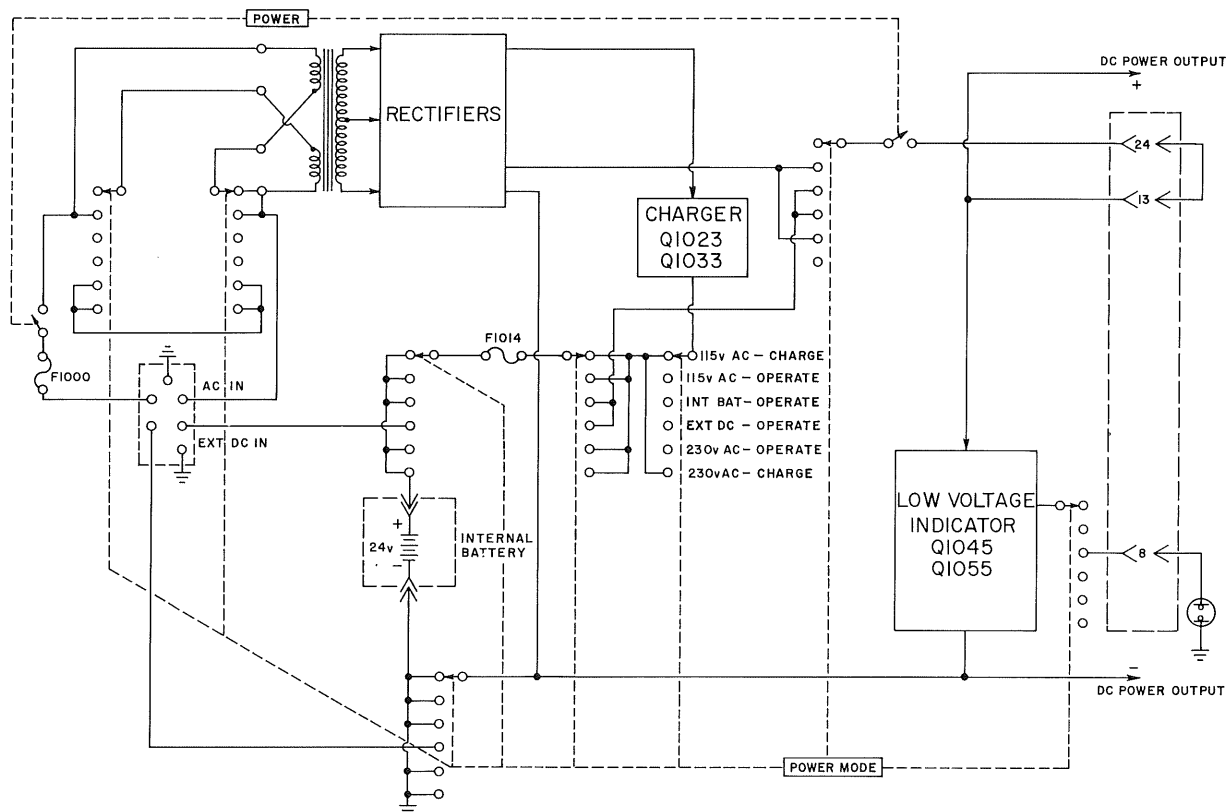 POWER
DC POWER OUTPUT
+
RECTIFIERS
24
13
CHARGER
Q1023
Q1033
F1014
115v AC – CHARGE
115v AC – OPERATE
INT BAT – OPERATE
EXT DC – OPERATE
230v AC – OPERATE
230v AC – CHARGE
F1000
AC IN
EXT DC IN
LOW VOLTAGE
INDICATOR
Q1045
Q1055
8
+
24v
–
INTERNAL
BATTERY
–
DC POWER OUTPUT
POWER MODE